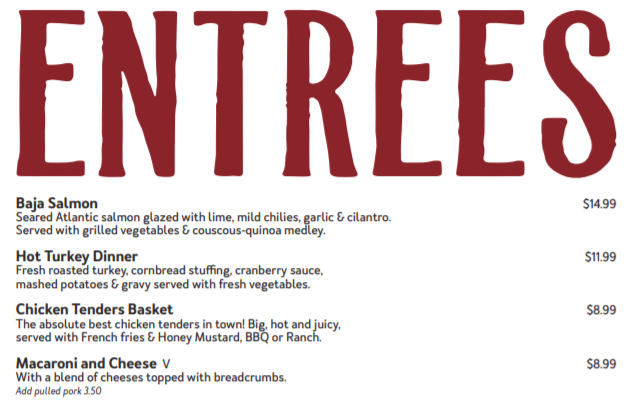 ENTREES
Baja Salmon $14.99
Seared Atlantic salmon glazed with lime, mild chilies, garlic & cilantro.
Served with grilled vegetables & couscous-quinoa medley.
Hot Turkey Dinner $11.99
Fresh roasted turkey, cornbread stuffing, cranberry sauce,
mashed potatoes & gravy served with fresh vegetables.
Chicken Tenders Basket $8.99
The absolute best chicken tenders in town! Big, hot and juicy,
served with French fries & Honey Mustard, BBQ or Ranch.
Macaroni and Cheese V $8.99
With a blend of cheeses topped with breadcrumbs.
Add pulled pork 3.50